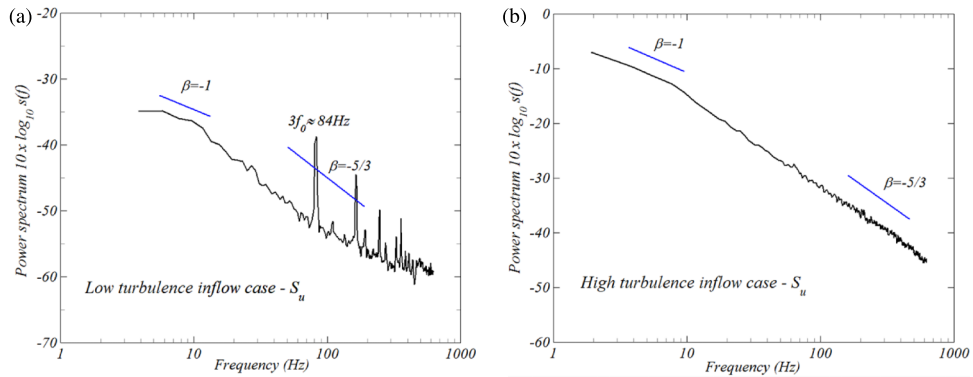 (a)
-20
-30
-40
-50
-60
-70
Power spectrum 10 x log10 s(f)
β=-1
3f0≈84Hz
β=-5/3
Low turbulence inflow case - Su
1 10 100 1000
Frequency (Hz)
(b)
0
-10
-20
-30
-40
-50
-60
Power spectrum 10 x log10 s(f)
β=-1
β=-5/3
High turbulence inflow case - Su
1 10 100 1000
Frequency (Hz)